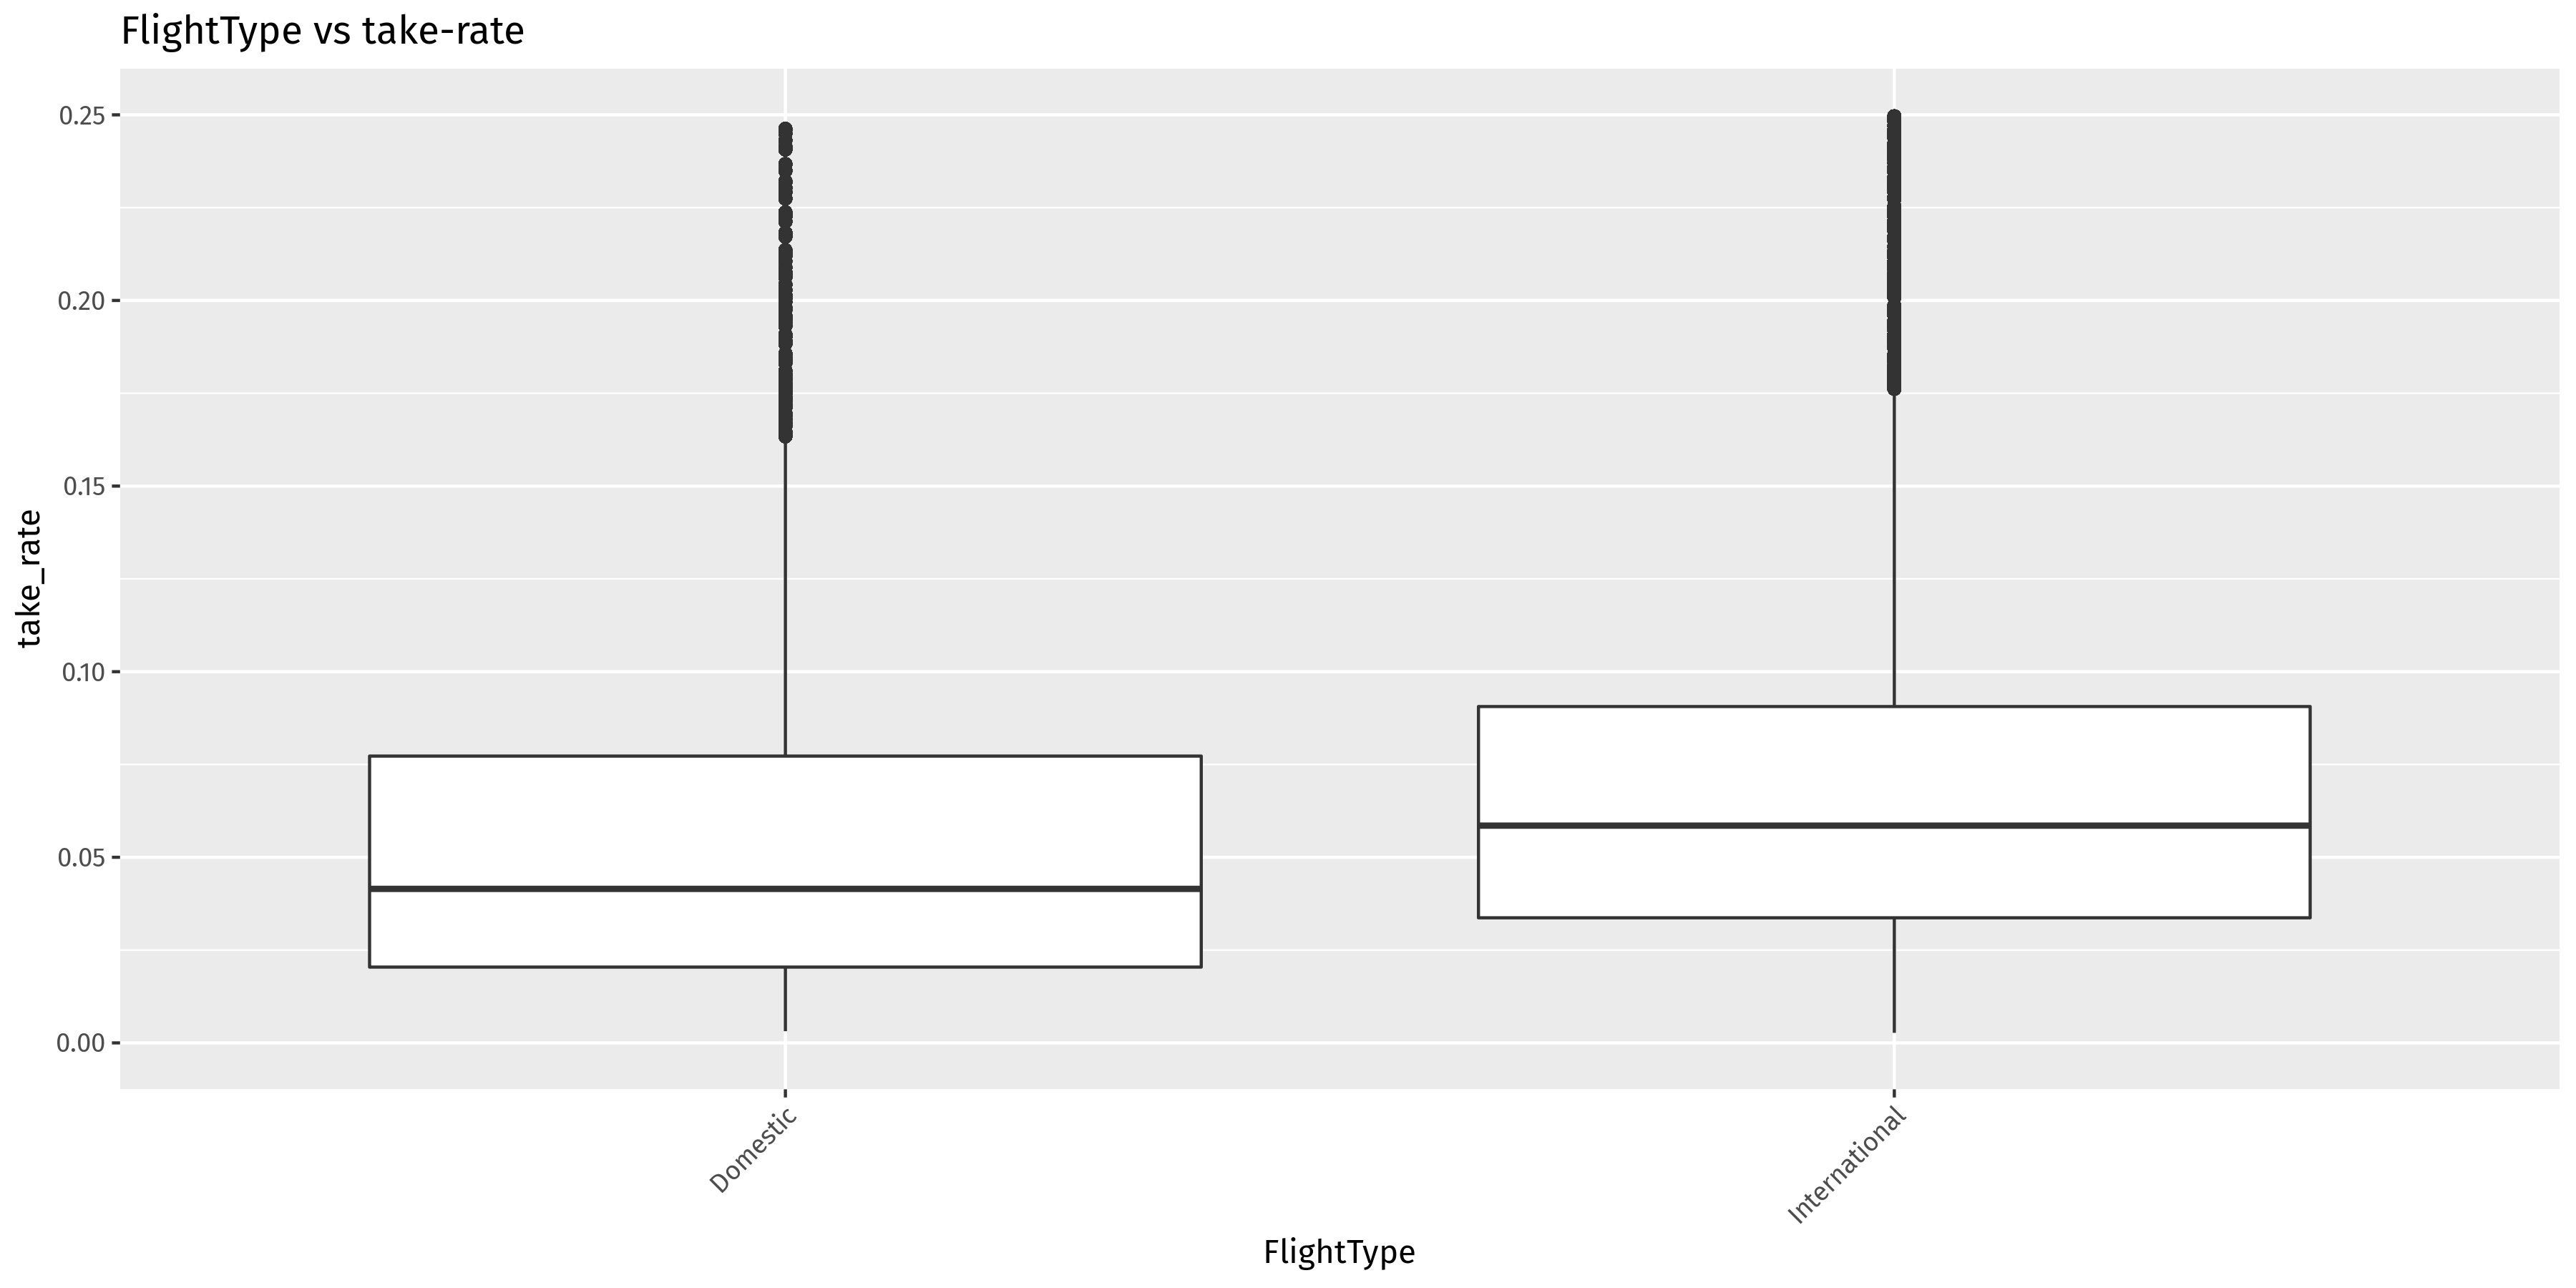 FlightType vs take-rate
take_rate
0.25
0.20
0.15
0.10
0.05
0.00
Domestic
International
FlightType